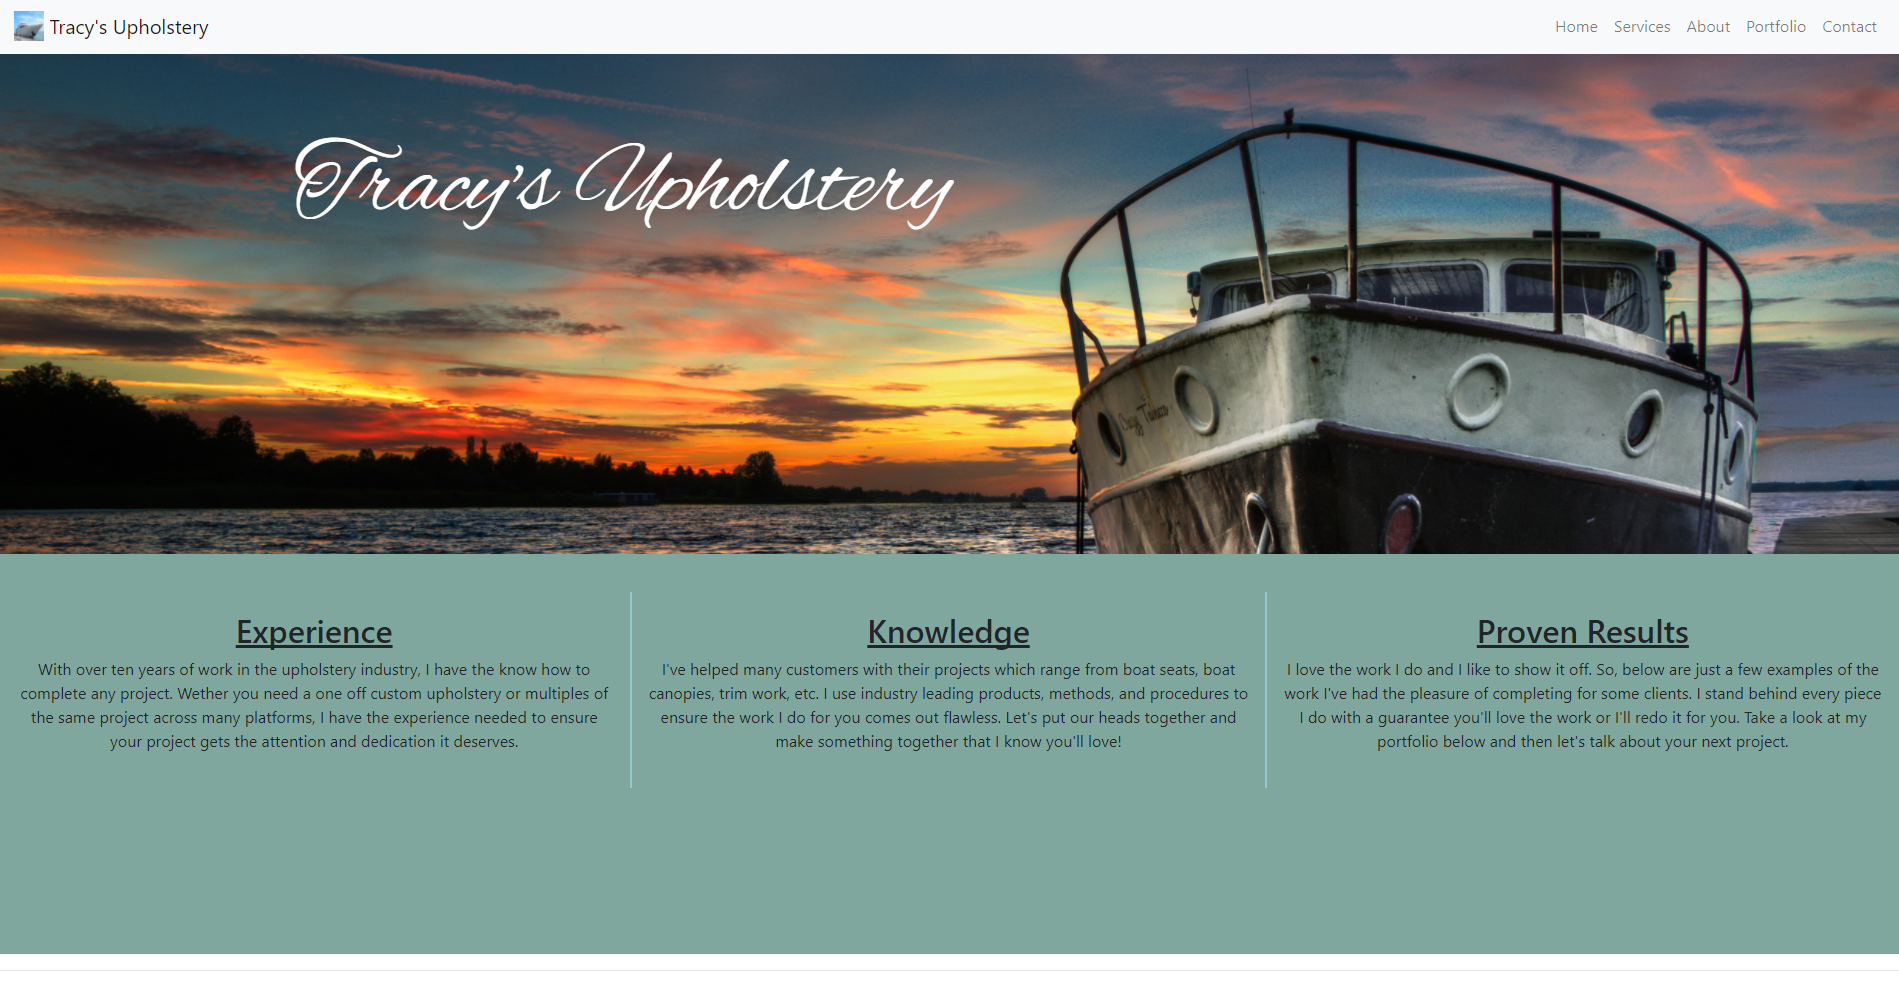 Tracy's Upholstery
Home Services About Portfolio Contact
Tracy's Upholstery
Experience
With over ten years of work in the upholstery industry, I have the know how to
complete any project. Wether you need a one off custom upholstery or multiples of
the same project across many platforms, I have the experience needed to ensure
your project gets the attention and dedication it deserves.
Knowledge
I've helped many customers with their projects which range from boat seats, boat
canopies, trim work, etc. I use industry leading products, methods, and procedures to
ensure the work I do for you comes out flawless. Let's put our heads together and
make something together that I know you'll love!
Proven Results
I love the work I do and I like to show it off. So, below are just a few examples of the
work I've had the pleasure of completing for some clients. I stand behind every piece
I do with a guarantee you'll love the work or I'll redo it for you. Take a look at my
portfolio below and then let's talk about your next project.